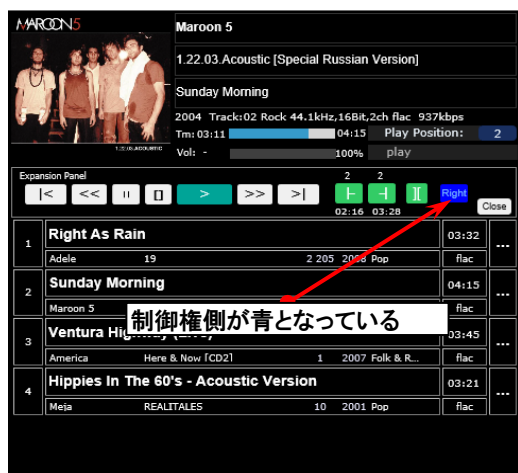 MAROON5
1.22.03.ACOUSTIC
Maroon 5
1.22.03.Acoustic [Special Russian Version]
Sunday Morning
2004 Track:02 Rock 44.1kHz,16Bit,2ch flac 937kbps
Tm: 03:11 04:15 Play Position: 2
Vol: - 100% play
Expansion Panel
2 2
|< << II [] > >> >| ├ ┤ ][ Right
02:16 03:28 Close
1 Right As Rain 03:32 ...
Adele 19 2 205 2008 Pop flac
2 Sunday Morning 04:15 ...
Maroon 5 flac
制御権側が青となっている
3 Ventura 03:45 ...
America Here & Now [CD2] 1 2007 Folk & R... flac
4 Hippies In The 60's - Acoustic Version 03:21 ...
Meja REALITALES 10 2001 Pop flac